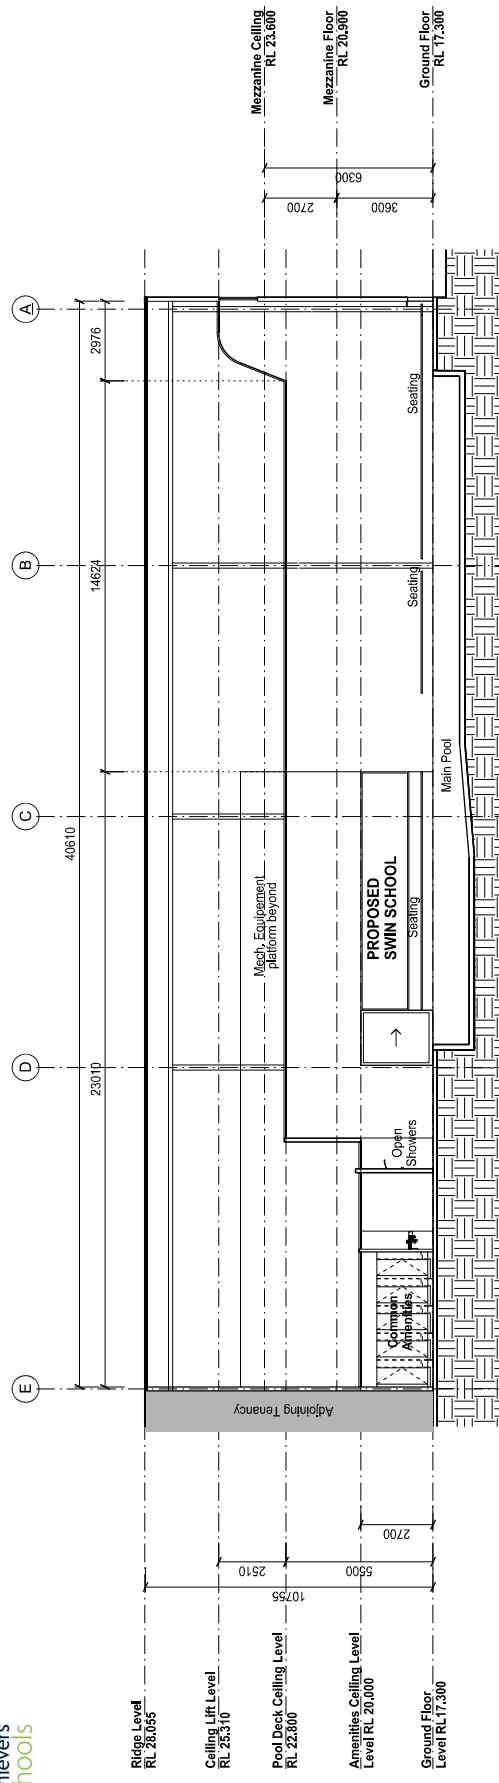 hievers
hools
A
B
C
D
E
40610
2976
14624
23010
Mezzanine Ceiling
RL 23.600
Mezzanine Floor
RL 20.900
Ground Floor
RL 17.300
6300
2700
3600
Seating
Seating
Main Pool
Mech. Equipement
platform beyond
PROPOSED
SWIN SCHOOL
Seating
Open
Showers
Common
Amenities
Adjoining Tenancy
2700
2510
5500
10755
Ridge Level
RL 28.055
Ceiling Lift Level
RL 25.310
Pool Deck Ceiling Level
RL 22.800
Amenities Ceiling Level
Level RL 20.000
Ground Floor
Level RL17.300